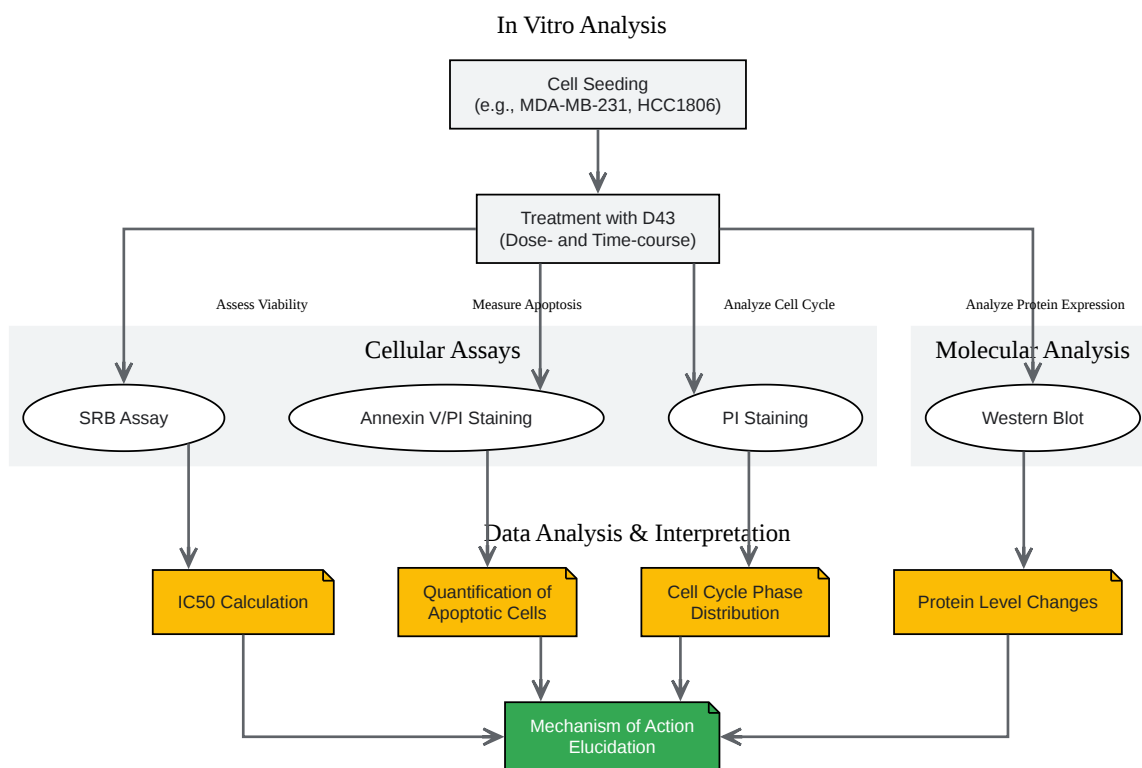 In Vitro Analysis
Cell Seeding
(e.g., MDA-MB-231, HCC1806)
Treatment with D43
(Dose- and Time-course)
Assess Viability
Measure Apoptosis
Analyze Cell Cycle
Analyze Protein Expression
Cellular Assays
Molecular Analysis
SRB Assay
Annexin V/PI Staining
PI Staining
Western Blot
Data Analysis & Interpretation
IC50 Calculation
Quantification of
Apoptotic Cells
Cell Cycle Phase
Distribution
Protein Level Changes
Mechanism of Action
Elucidation